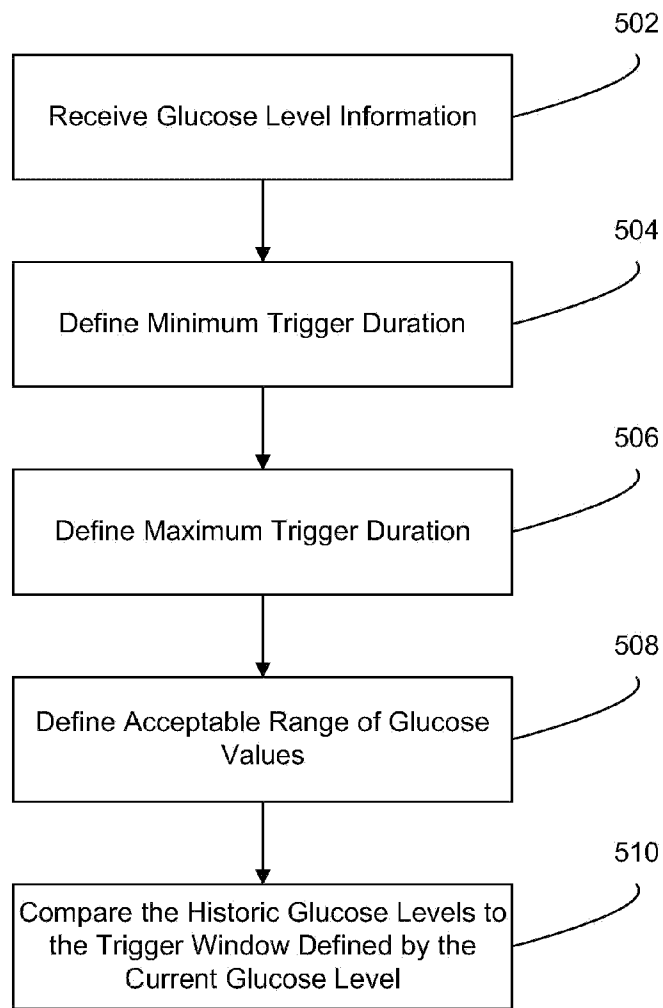 502
Receive Glucose Level Information
504
Define Minimum Trigger Duration
506
Define Maximum Trigger Duration
508
Define Acceptable Range of Glucose
Values
510
Compare the Historic Glucose Levels to
the Trigger Window Defined by the
Current Glucose Level